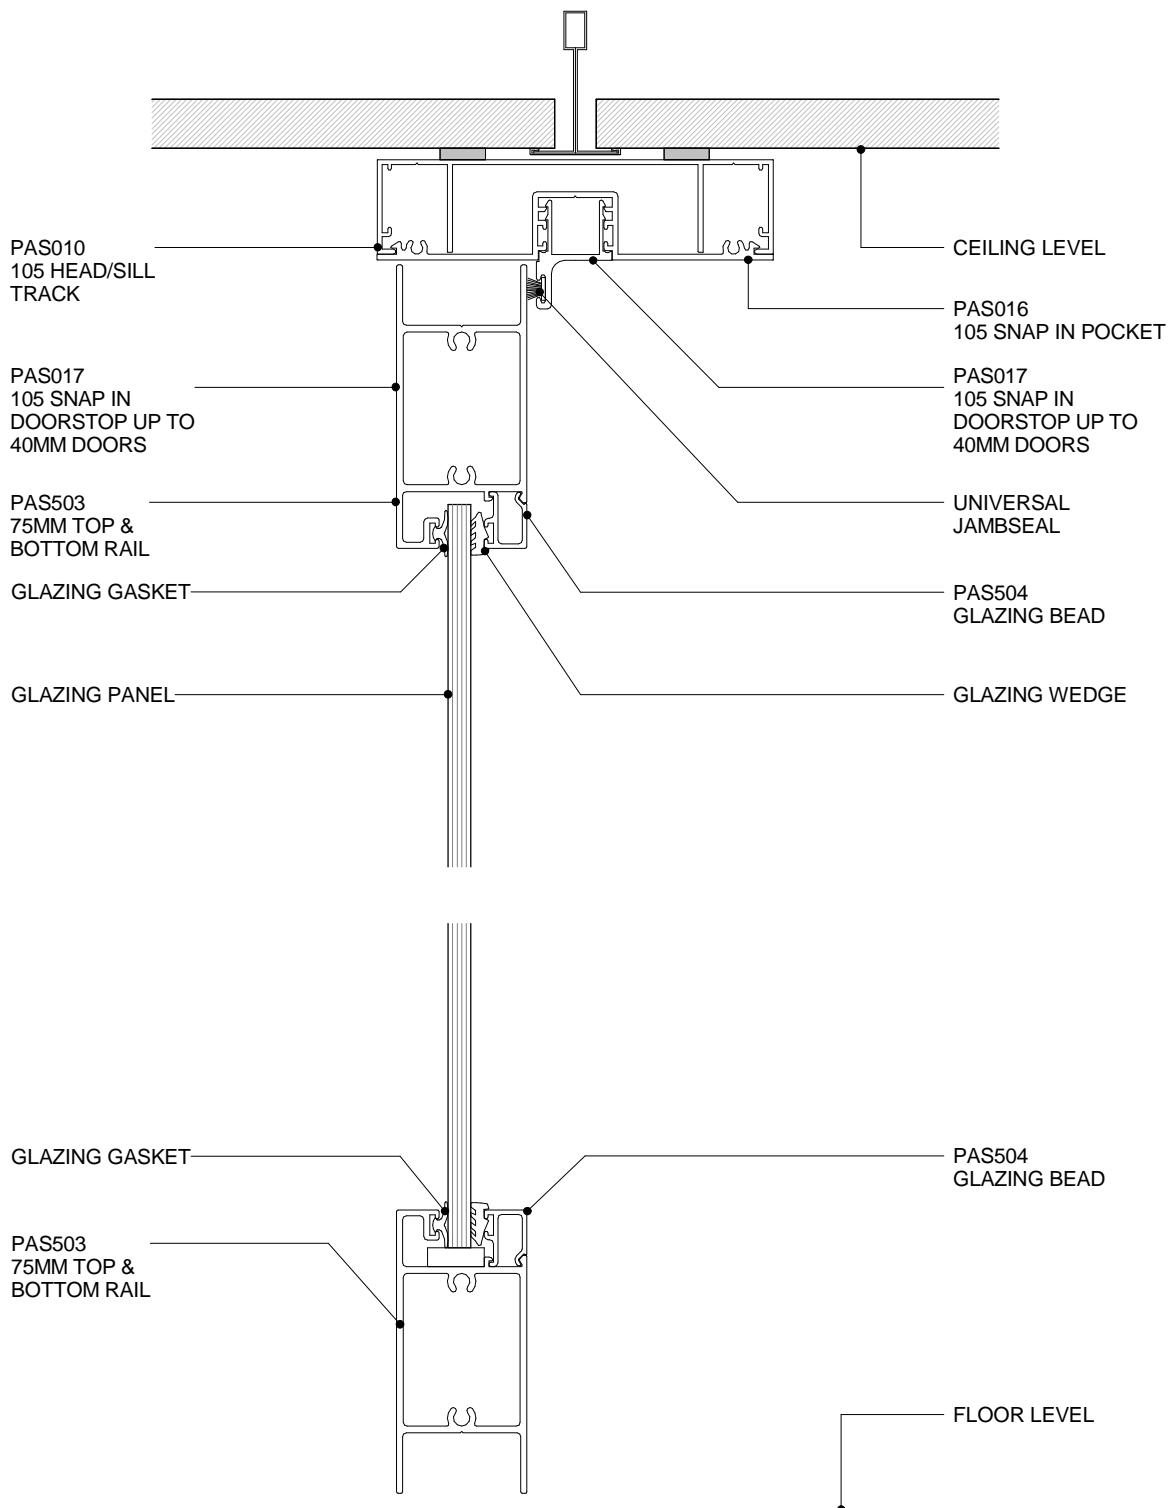 PAS010
105 HEAD/SILL
TRACK
PAS017
105 SNAP IN
DOORSTOP UP TO
40MM DOORS
PAS503
75MM TOP &
BOTTOM RAIL
GLAZING GASKET
GLAZING PANEL
GLAZING GASKET
PAS503
75MM TOP &
BOTTOM RAIL
CEILING LEVEL
PAS016
105 SNAP IN POCKET
PAS017
105 SNAP IN
DOORSTOP UP TO
40MM DOORS
UNIVERSAL
JAMBSEAL
PAS504
GLAZING BEAD
GLAZING WEDGE
PAS504
GLAZING BEAD
FLOOR LEVEL